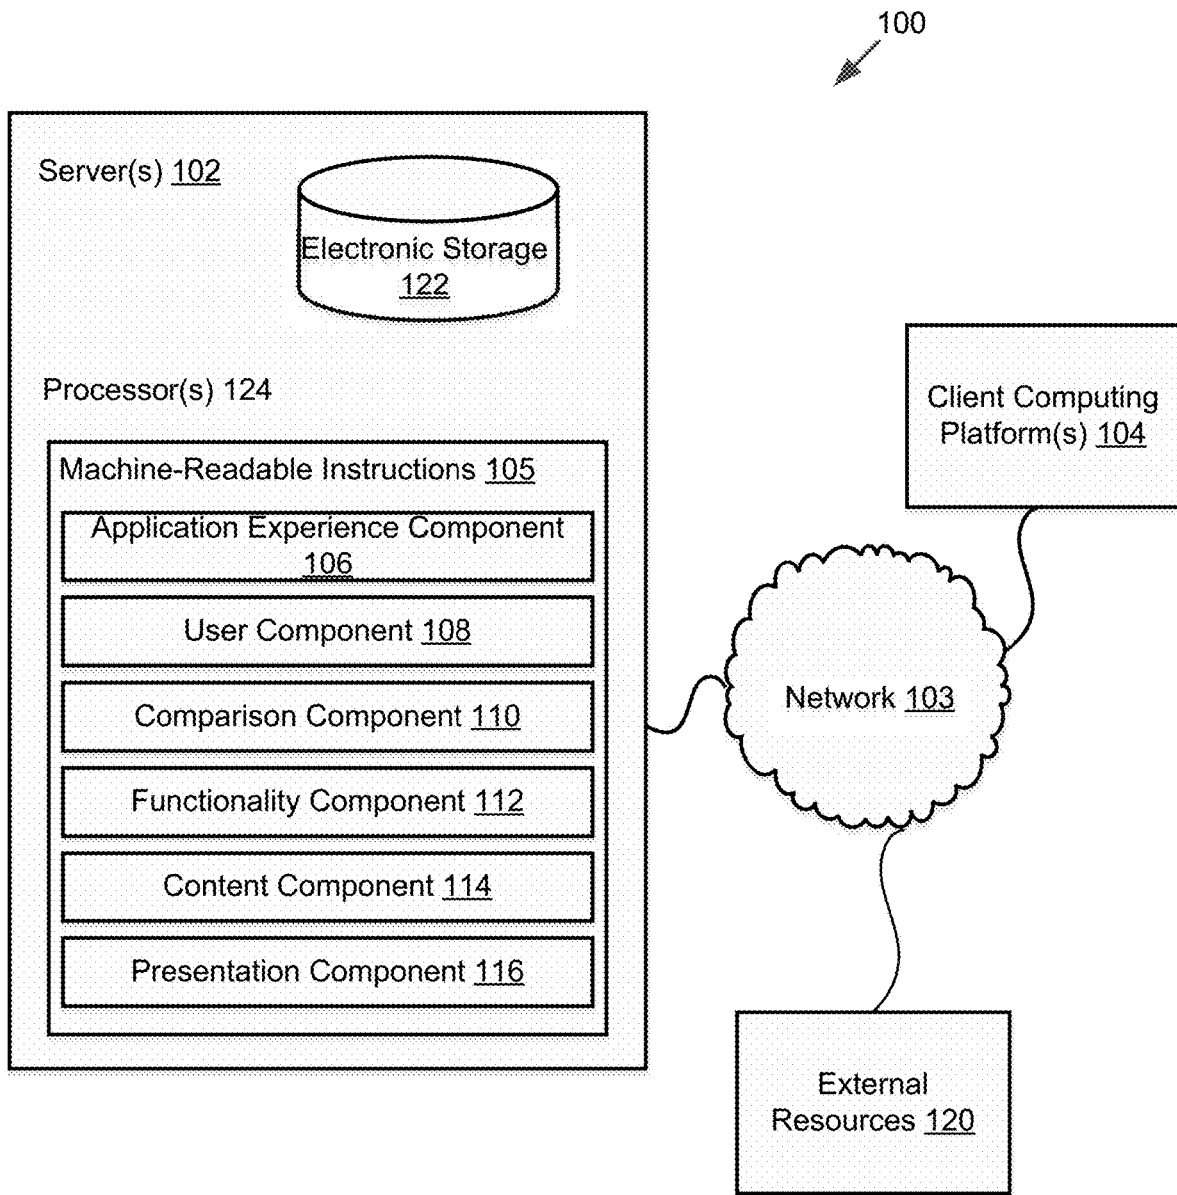 100
Server(s) 102
Electronic Storage
122
Processor(s) 124
Machine-Readable Instructions 105
Application Experience Component
106
User Component 108
Comparison Component 110
Functionality Component 112
Content Component 114
Presentation Component 116
Client Computing
Platform(s) 104
Network 103
External
Resources 120